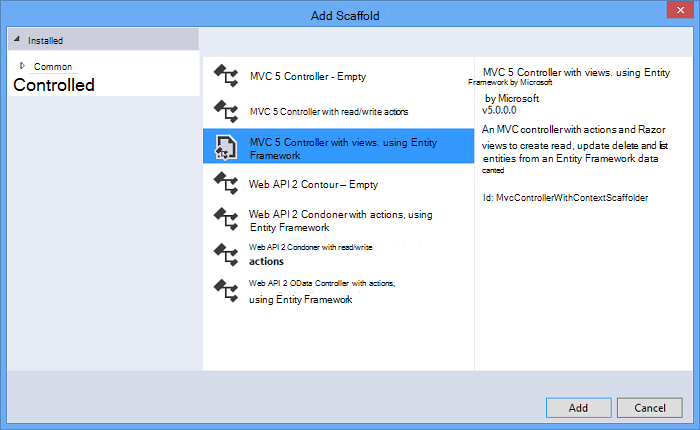 Add Scaffold
Installed
Common
Controlled
MVC 5 Controller - Empty
MVC 5 Controller with read/write actions
MVC 5 Controller with views. using Entity
Framework
Web API 2 Contour – Empty
Web API 2 Condoner with actions, using
Entity Framework
Web API 2 Condoner with read/write
actions
Web API 2 OData Controller with actions,
using Entity Framework
MVC 5 Controller with views. using Entity
Framework by Microsoft
by Microsoft
v5.0.0.0
An MVC controller with actions and Razor
views to create read, update delete and list
entities from an Entity Framework data
canted
Id: MvcControllerWithContextScaffolder
Add
Cancel